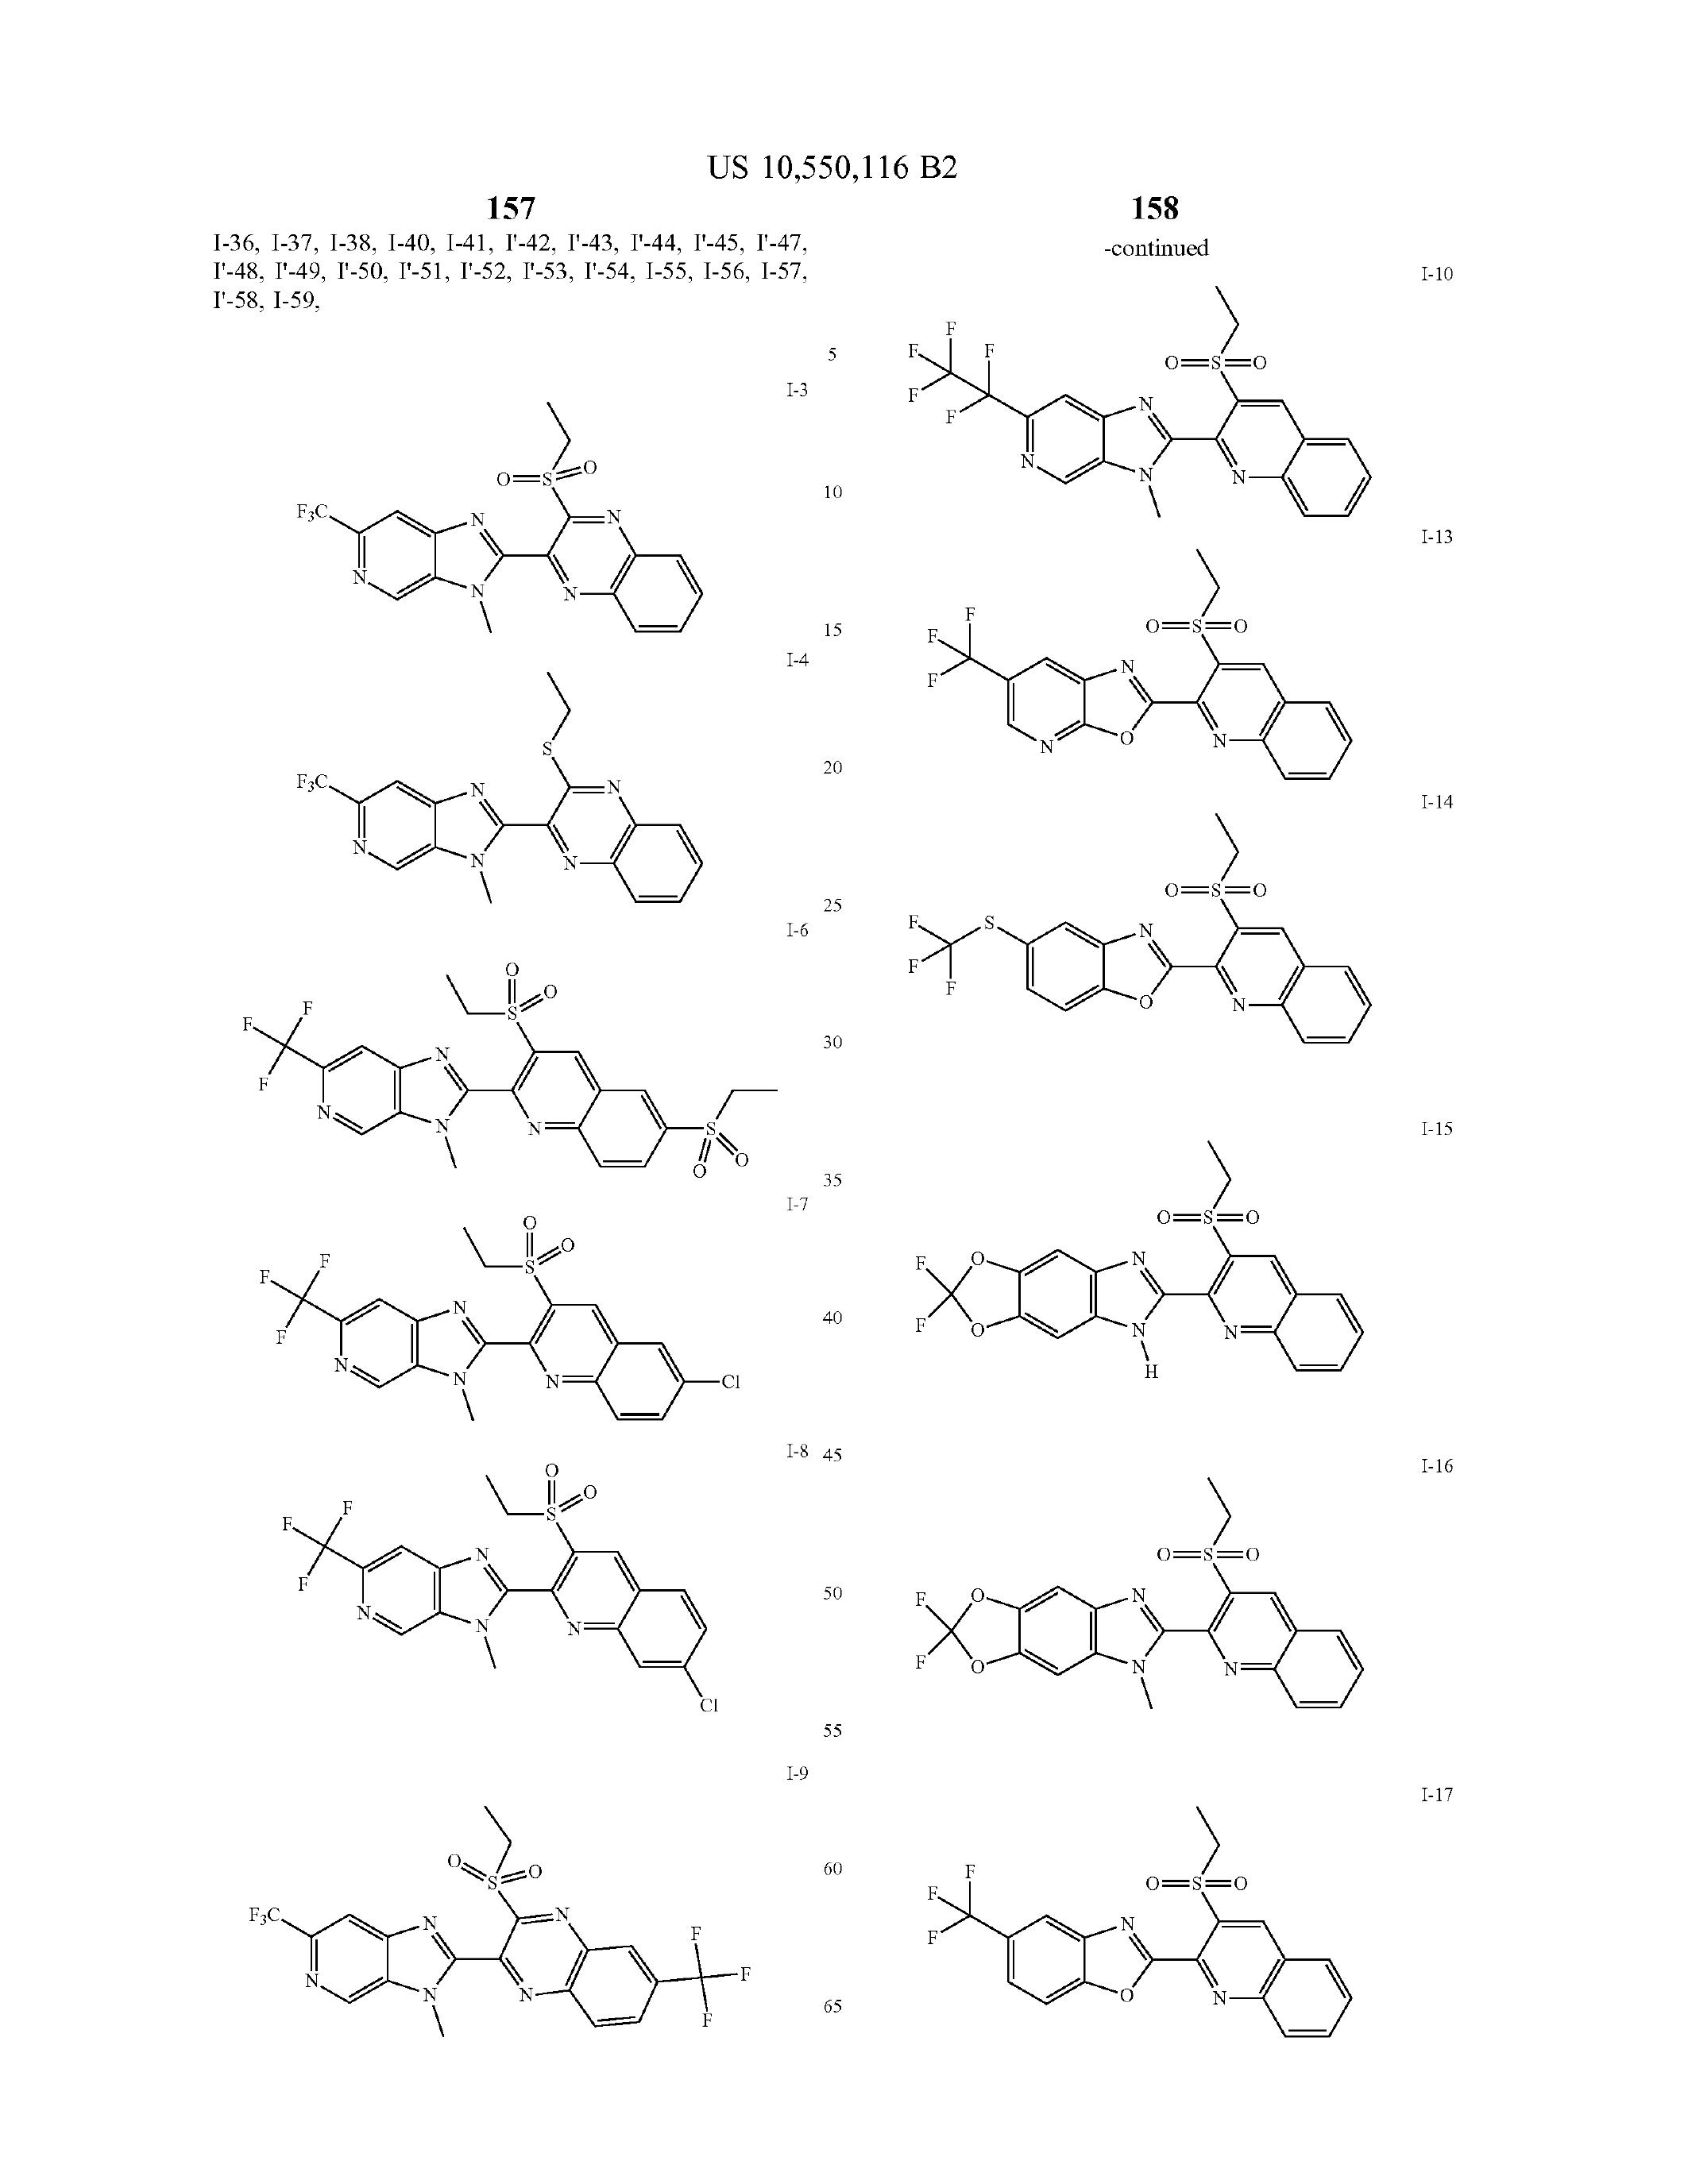 US 10,550,116 B2
157
I-36, I-37, I-38, I-40, I-41, I'-42, I'-43, I'-44, I'-45, I'-47,
I'-48, I'-49, I'-50, I'-51, I'-52, I'-53, I'-54, I-55, I-56, I-57,
I'-58, I-59,
5
I-3
O S O
10
F3C N N
N N N
15
I-4
S
20
F3C N N
N N N
25
I-6
O
S O
F F F
30
N
N N N
S
O O
35
I-7
O
S O
F F F
40
N
N N N Cl
I-8
45
O
S O
F F F
50
N
N N N
Cl
55
I-9
60
O S O
F3C N N
N N N
F F F
65
158
-continued
I-10
F F F F F
O S O
N
N N N
I-13
F F F
O S O
N
N O N
I-14
O S O
F S F F
N
O N
I-15
O S O
F O N
F O N N
H
I-16
O S O
F O N
F O N N
I-17
F F F
O S O
N
O N